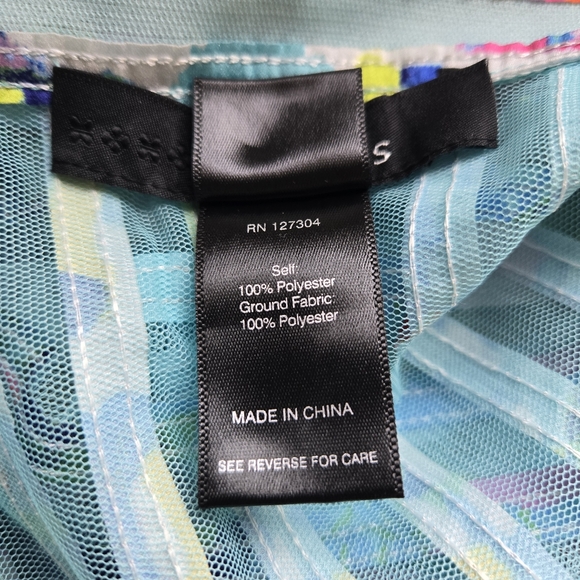 S
RN 127304
Self:
100% Polyester
Ground Fabric:
100% Polyester
MADE IN CHINA
SEE REVERSE FOR CARE